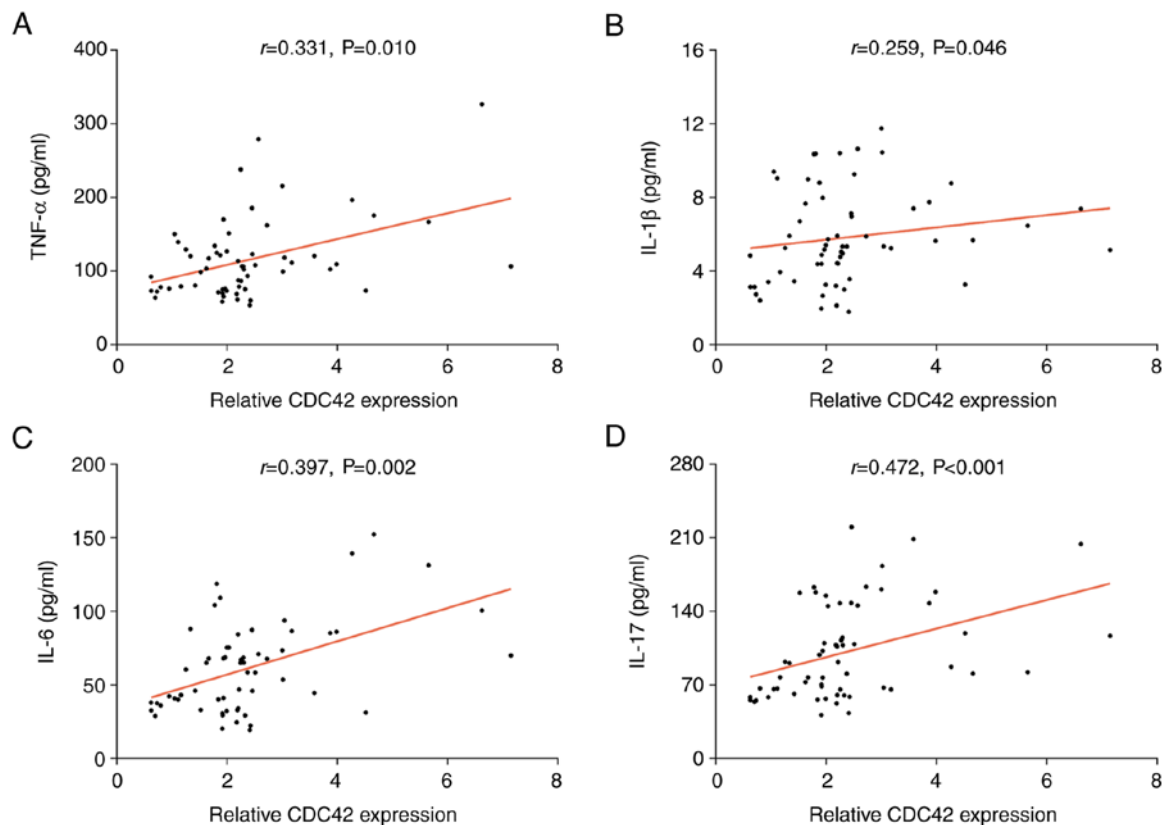 A
r=0.331, P=0.010
400
300
200
100
0
TNF-α (pg/ml)
0 2 4 6 8
Relative CDC42 expression
B
r=0.259, P=0.046
16
12
8
4
0
IL-1β (pg/ml)
0 2 4 6 8
Relative CDC42 expression
C
r=0.397, P=0.002
200
150
100
50
0
IL-6 (pg/ml)
0 2 4 6 8
Relative CDC42 expression
D
r=0.472, P<0.001
280
210
140
70
0
IL-17 (pg/ml)
0 2 4 6 8
Relative CDC42 expression